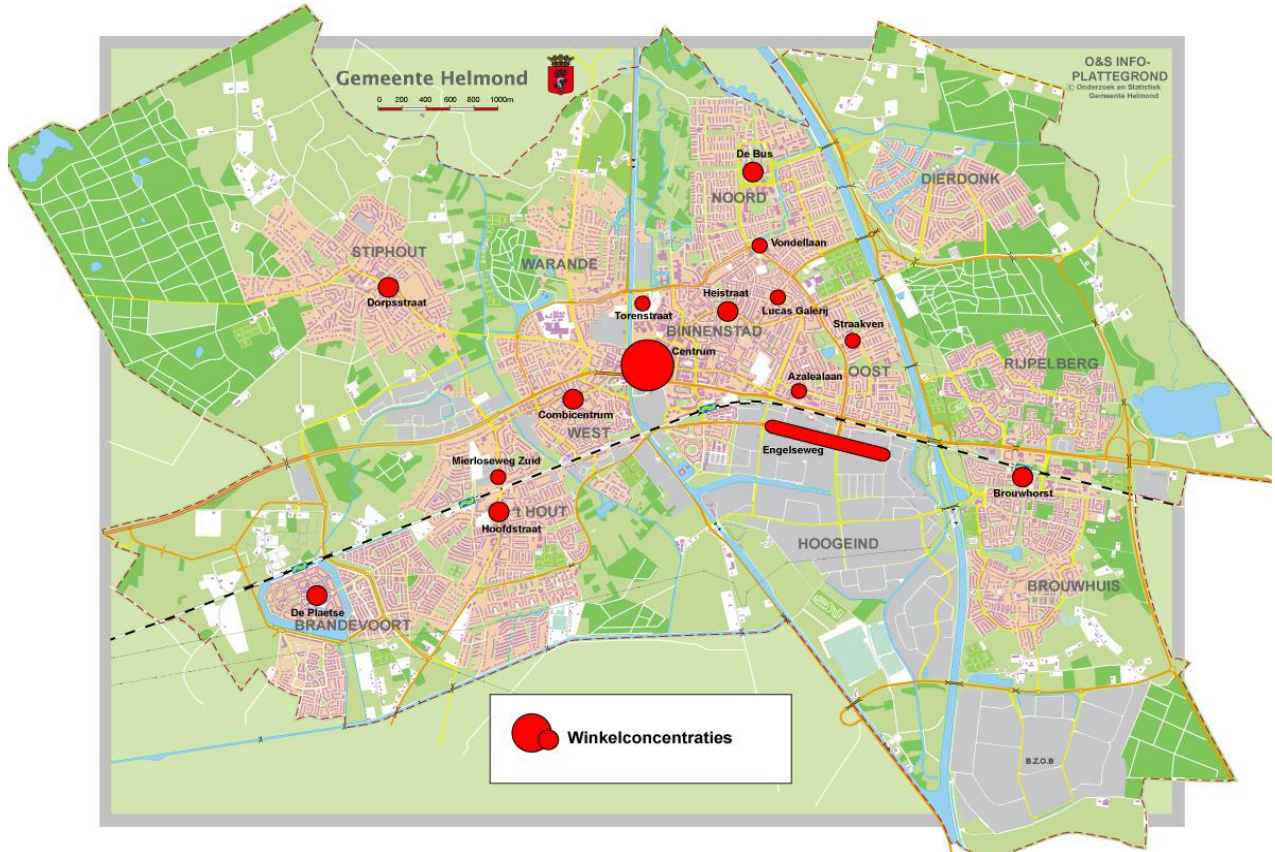 Gemeente Helmond
0 200 400 600 800 1000m
O&S INFO-
PLATTEGROND
© Onderzoek en Statistiek
Gemeente Helmond
De Bus
NOORD
DIERDONK
STIPHOUT
WARANDE
Vondellaan
Dorpsstraat
Torenstraat
Heistraat
Lucas Galerij
BINNENSTAD
Straakven
Centrum
OOST
RIJPELBERG
Azalealaan
Combicentrum
WEST
Engelseweg
Mierloseweg Zuid
Brouwhorst
't HOUT
Hoofdstraat
HOOGEIND
BROUWHUIS
De Plaetse
BRANDEVOORT
Winkelconcentraties
B.Z.O.B